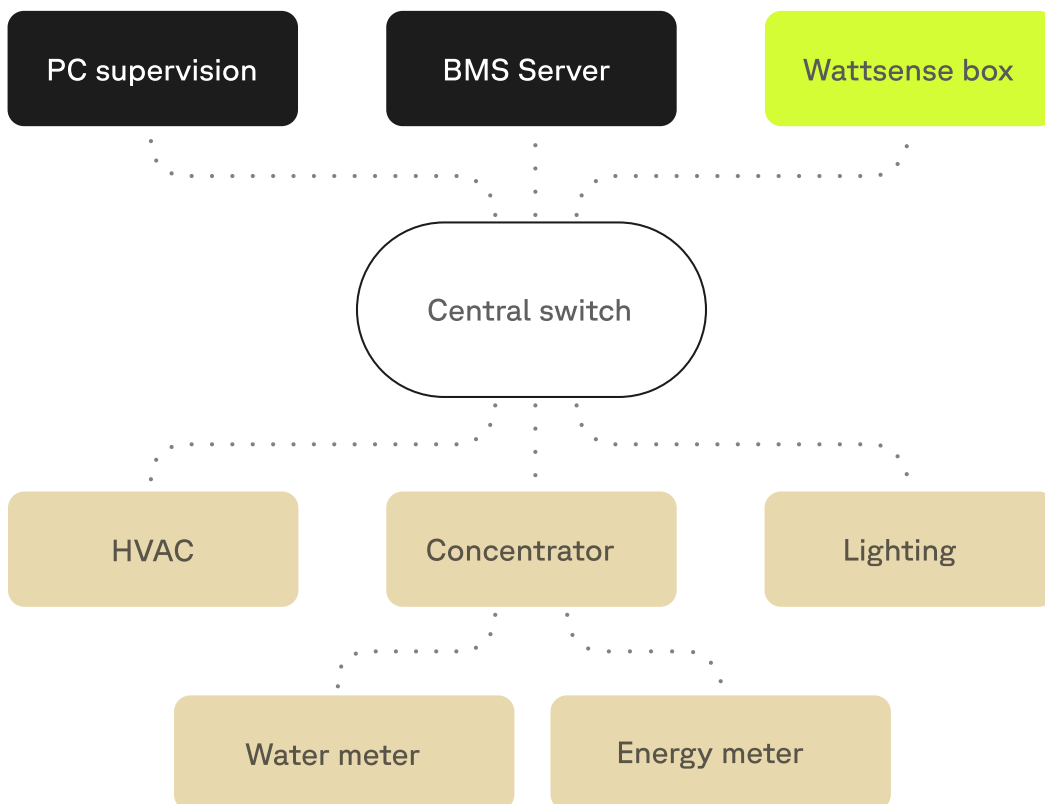 PC supervision
BMS Server
Wattsense box
Central switch
HVAC
Concentrator
Lighting
Water meter
Energy meter